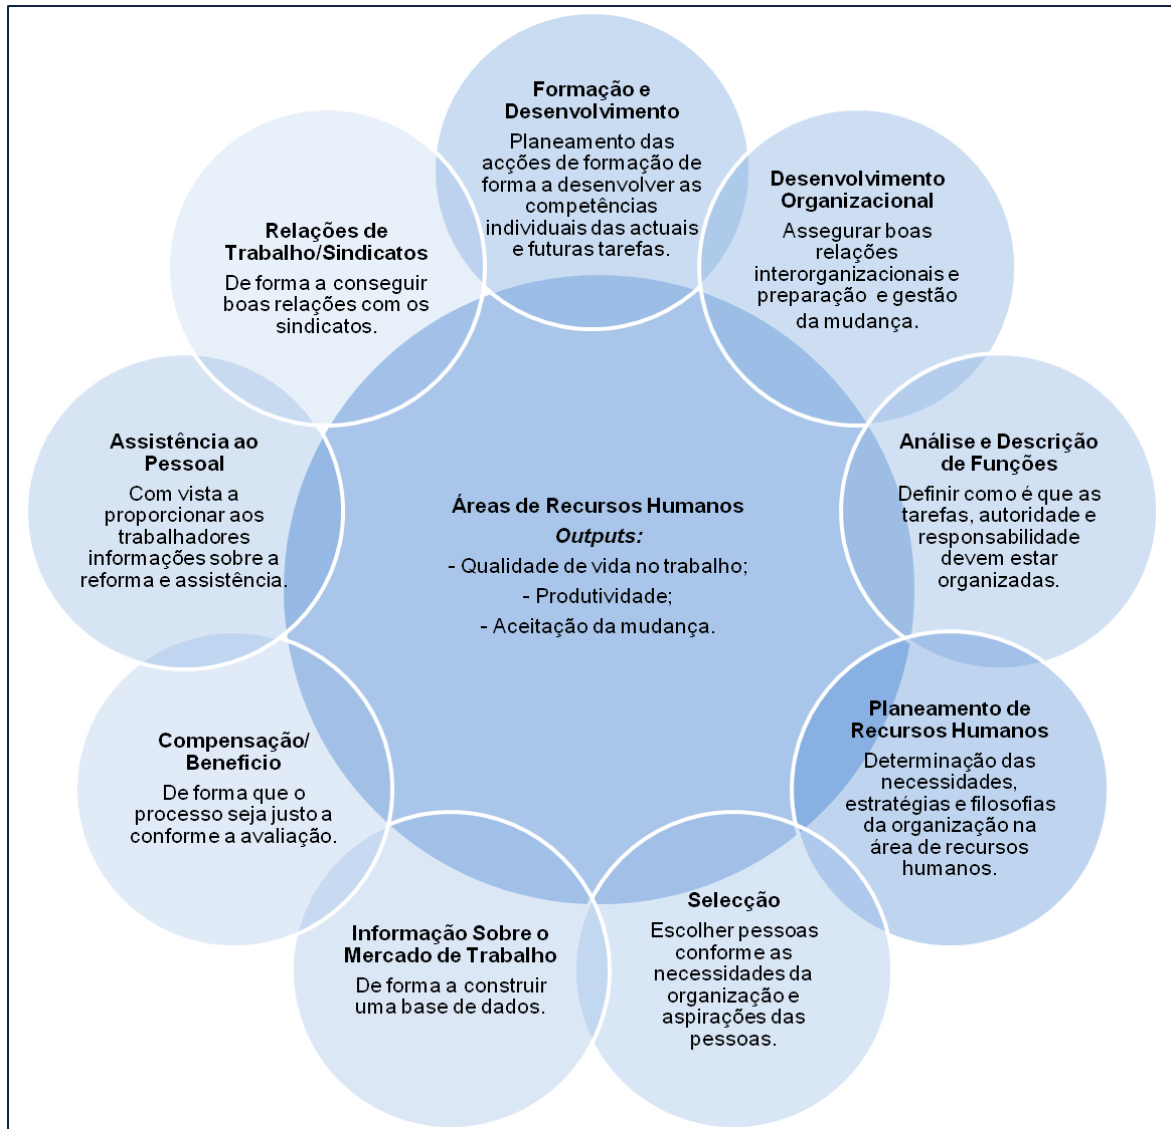 Formação e
Desenvolvimento
Planeamento das
acções de formação de
forma a desenvolver as
competências
individuais das actuais
e futuras tarefas.
Desenvolvimento
Organizacional
Assegurar boas
relações
interorganizacionais e
preparação e gestão
da mudança.
Análise e Descrição
de Funções
Definir como é que as
tarefas, autoridade e
responsabilidade
devem estar
organizadas.
Planeamento de
Recursos Humanos
Determinação das
necessidades,
estratégias e filosofias
da organização na
área de recursos
humanos.
Selecção
Escolher pessoas
conforme as
necessidades da
organização e
aspirações das
pessoas.
Informação Sobre o
Mercado de Trabalho
De forma a construir
uma base de dados.
Compensação/
Beneficio
De forma que o
processo seja justo a
conforme a avaliação.
Assistência ao
Pessoal
Com vista a
proporcionar aos
trabalhadores
informações sobre a
reforma e assistência.
Relações de
Trabalho/Sindicatos
De forma a conseguir
boas relações com os
sindicatos.
Áreas de Recursos Humanos
Outputs:
- Qualidade de vida no trabalho;
- Produtividade;
- Aceitação da mudança.